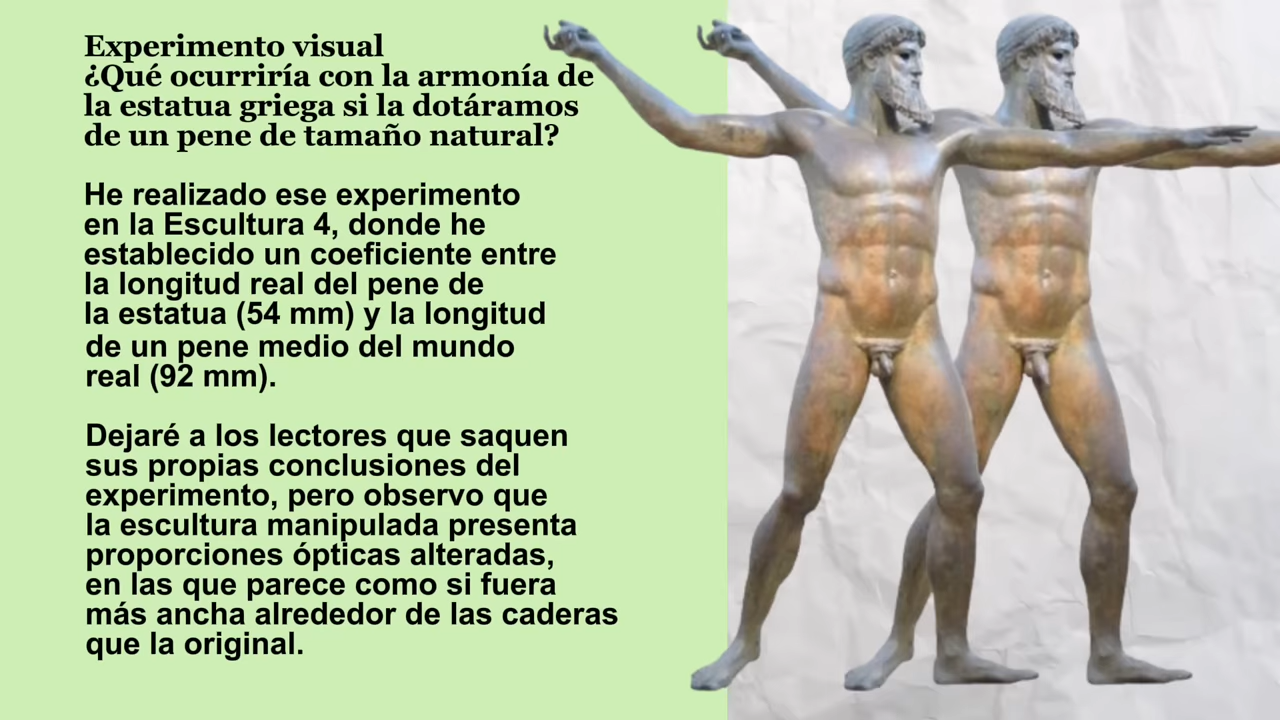 Experimento visual
¿Qué ocurriría con la armonía de
la estatua griega si la dotáramos
de un pene de tamaño natural?
He realizado ese experimento
en la Escultura 4, donde he
establecido un coeficiente entre
la longitud real del pene de
la estatua (54 mm) y la longitud
de un pene medio del mundo
real (92 mm).
Dejaré a los lectores que saquen
sus propias conclusiones del
experimento, pero observo que
la escultura manipulada presenta
proporciones ópticas alteradas,
en las que parece como si fuera
más ancha alrededor de las caderas
que la original.